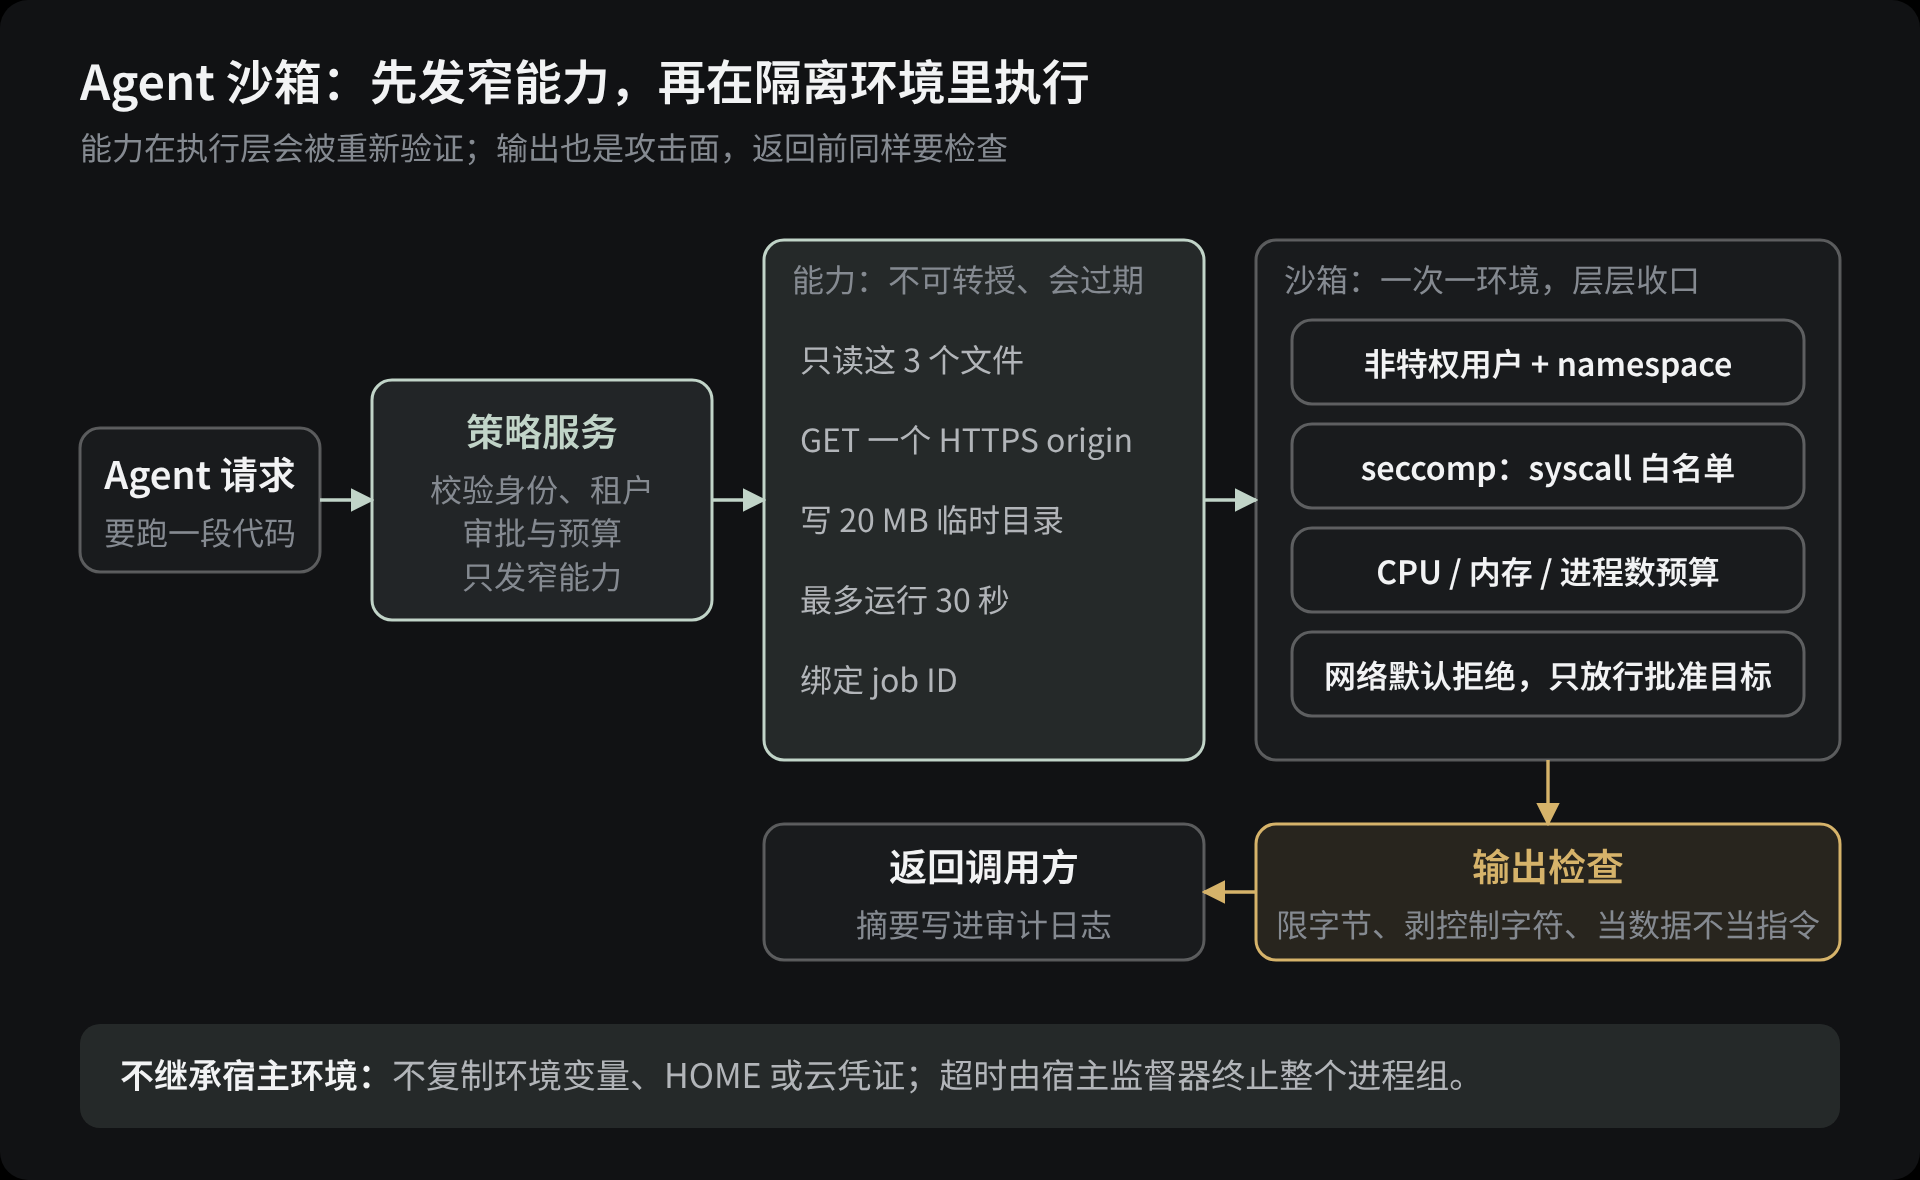 Agent 沙箱：先发窄能力，再在隔离环境里执行
能力在执行层会被重新验证；输出也是攻击面，返回前同样要检查
Agent 请求
要跑一段代码
策略服务
校验身份、租户
审批与预算
只发窄能力
能力：不可转授、会过期
只读这 3 个文件
GET 一个 HTTPS origin
写 20 MB 临时目录
最多运行 30 秒
绑定 job ID
沙箱：一次一环境，层层收口
非特权用户 + namespace
seccomp：syscall 白名单
CPU / 内存 / 进程数预算
网络默认拒绝，只放行批准目标
输出检查
限字节、剥控制字符、当数据不当指令
返回调用方
摘要写进审计日志
不继承宿主环境：不复制环境变量、HOME 或云凭证；超时由宿主监督器终止整个进程组。